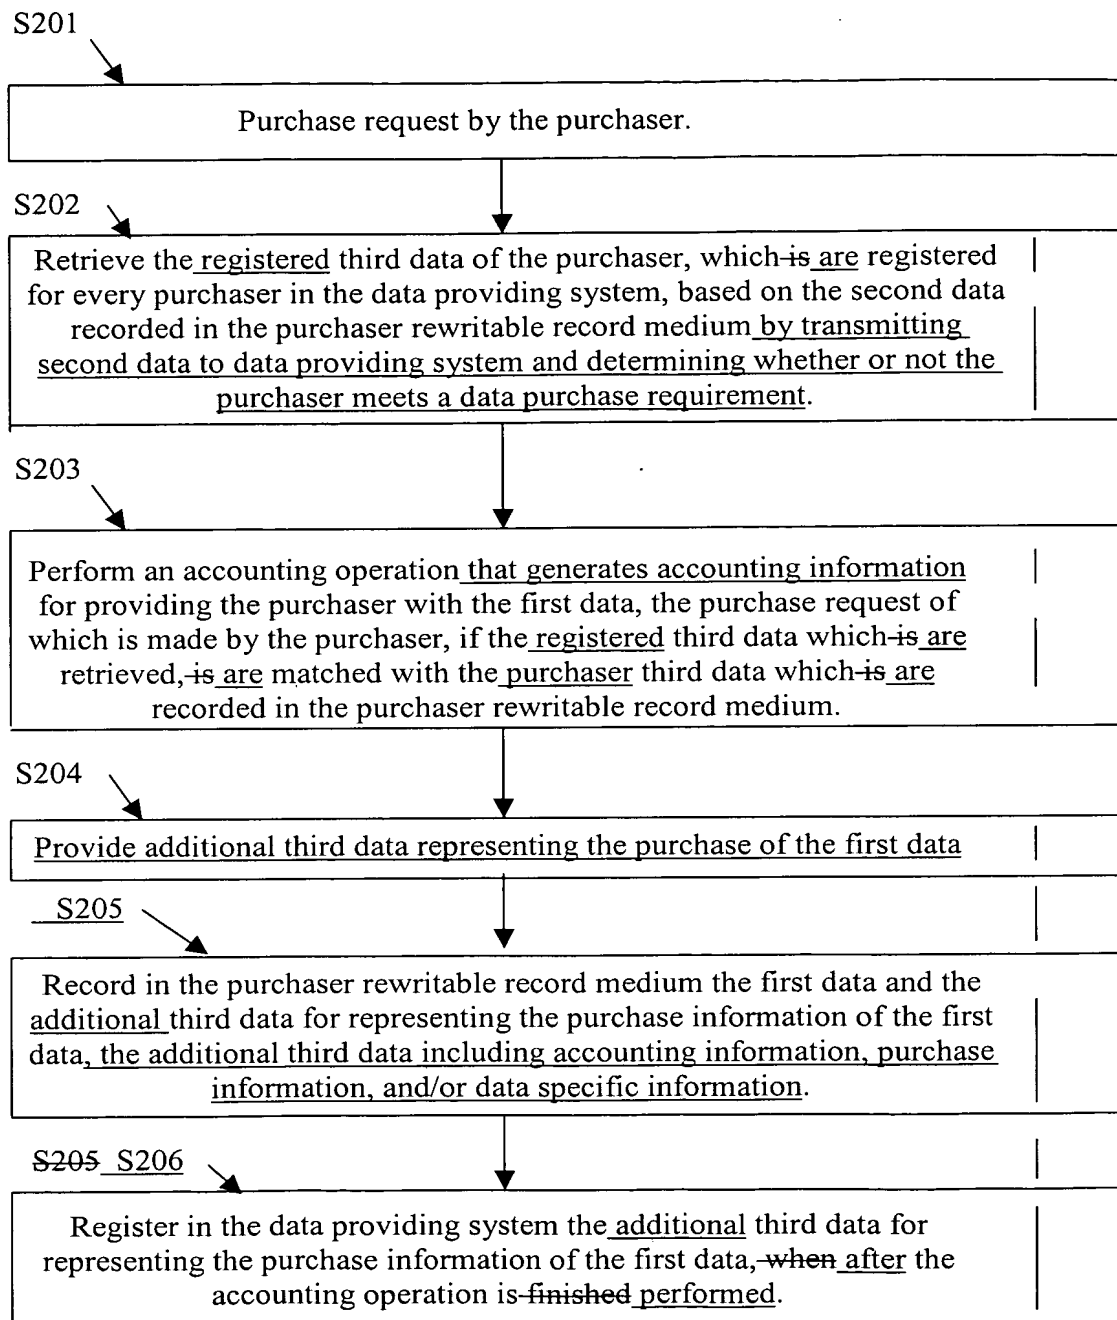 S201
Purchase request by the purchaser.
S202
Retrieve the registered third data of the purchaser, which is are registered
for every purchaser in the data providing system, based on the second data
recorded in the purchaser rewritable record medium by transmitting
second data to data providing system and determining whether or not the
purchaser meets a data purchase requirement.
S203
Perform an accounting operation that generates accounting information
for providing the purchaser with the first data, the purchase request of
which is made by the purchaser, if the registered third data which is are
retrieved, is are matched with the purchaser third data which is are
recorded in the purchaser rewritable record medium.
S204
Provide additional third data representing the purchase of the first data
S205
Record in the purchaser rewritable record medium the first data and the
additional third data for representing the purchase information of the first
data, the additional third data including accounting information, purchase
information, and/or data specific information.
S205 S206
Register in the data providing system the additional third data for
representing the purchase information of the first data, when after the
accounting operation is finished performed.